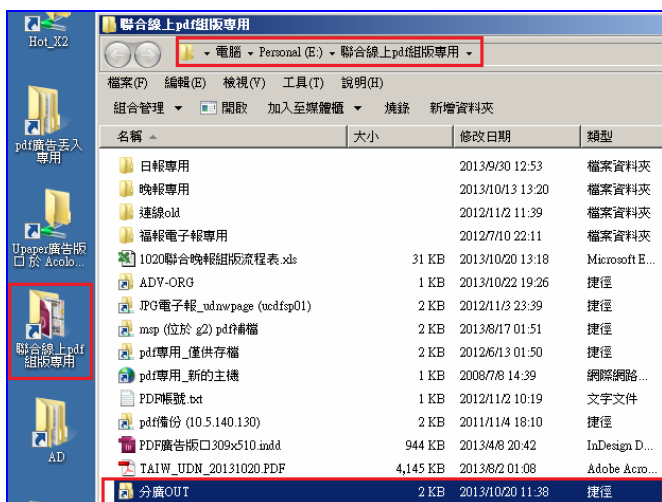 Hot_X2
pdf廣告丟入
專用
Upaper廣告版
口 於 Acolo...
聯合線上pdf
組版專用
AD
聯合線上pdf組版專用
電腦 Personal (E:) 聯合線上pdf組版專用
檔案(F) 編輯(E) 檢視(V) 工具(T) 說明(H)
組合管理 開啟 加入至媒體櫃 燒錄 新增資料夾
名稱 大小 修改日期 類型
日報專用 2013/9/30 12:53 檔案資料夾
晚報專用 2013/10/13 13:20 檔案資料夾
連線old 2012/11/2 11:39 檔案資料夾
福報電子報專用 2012/7/10 22:11 檔案資料夾
1020聯合晚報組版流程表.xls 31 KB 2013/10/20 13:18 Microsoft E...
ADV-ORG 1 KB 2013/10/22 19:26 捷徑
JPG電子報_udnwpage (ucdfsp01) 2 KB 2012/11/3 23:39 捷徑
msp (位於 g2) pdf補檔 2 KB 2013/8/17 01:51 捷徑
pdf專用_僅供存檔 2 KB 2012/6/13 01:50 捷徑
pdf專用_新的主機 1 KB 2008/7/8 14:39 網際網路...
PDF帳號.txt 1 KB 2012/11/2 10:19 文字文件
pdf備份 (10.5.140.130) 2 KB 2011/11/4 18:10 捷徑
PDF廣告版口309x510.indd 944 KB 2013/4/8 20:42 InDesign D...
TAIW_UDN_20131020.PDF 4,145 KB 2013/8/2 01:08 Adobe Acro...
分廣OUT 2 KB 2013/10/20 11:38 捷徑